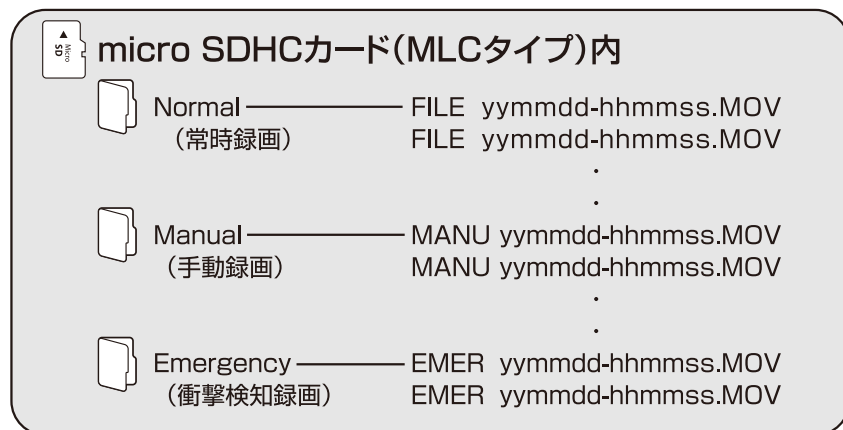 Micro SD
micro SDHCカード(MLCタイプ)内
Normal FILE yymmdd-hhmmss.MOV
(常時録画) FILE yymmdd-hhmmss.MOV
Manual MANU yymmdd-hhmmss.MOV
(手動録画) MANU yymmdd-hhmmss.MOV
Emergency EMER yymmdd-hhmmss.MOV
(衝撃検知録画) EMER yymmdd-hhmmss.MOV